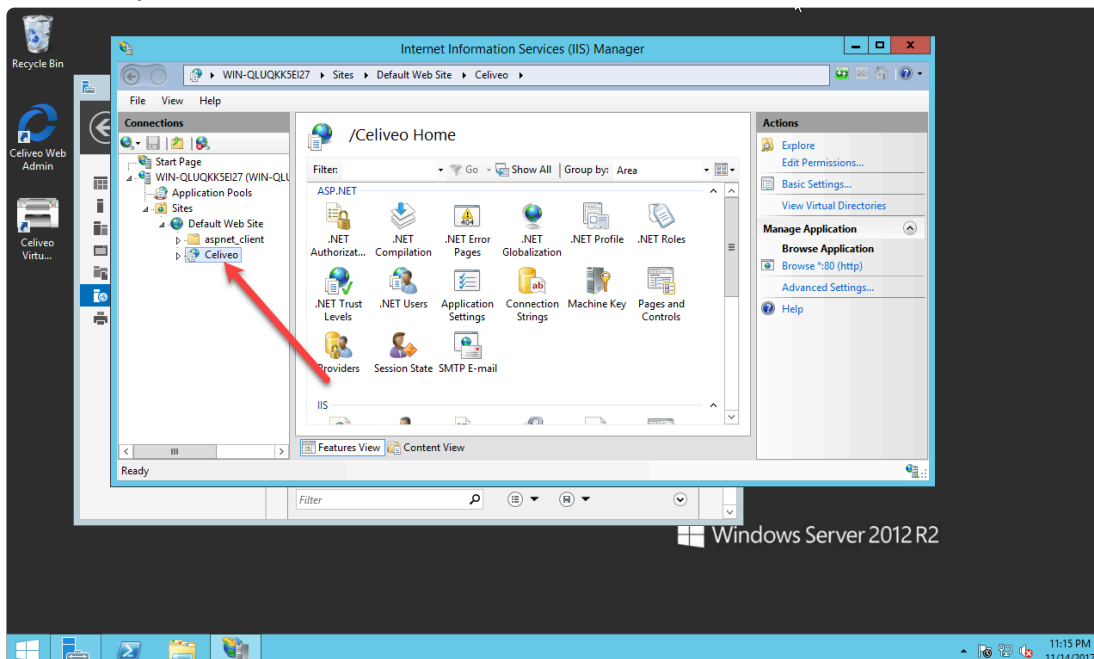 Recycle Bin
Celiveo Web
Admin
Celiveo
Virtu...
Internet Information Services (IIS) Manager
WIN-QLUQKK5EI27 ▸ Sites ▸ Default Web Site ▸ Celiveo ▸
File View Help
Connections
Start Page
WIN-QLUQKK5EI27 (WIN-QLU
Application Pools
Sites
Default Web Site
aspnet_client
Celiveo
/Celiveo Home
Filter: Go Show All Group by: Area
ASP.NET
.NET Authorizat...
.NET Compilation
.NET Error Pages
.NET Globalization
.NET Profile
.NET Roles
.NET Trust Levels
.NET Users
Application Settings
Connection Strings
Machine Key
Pages and Controls
Providers
Session State
SMTP E-mail
IIS
Features View Content View
Actions
Explore
Edit Permissions...
Basic Settings...
View Virtual Directories
Manage Application
Browse Application
Browse *:80 (http)
Advanced Settings...
Help
Ready
Filter
Windows Server 2012 R2
11:15 PM
11/14/2017